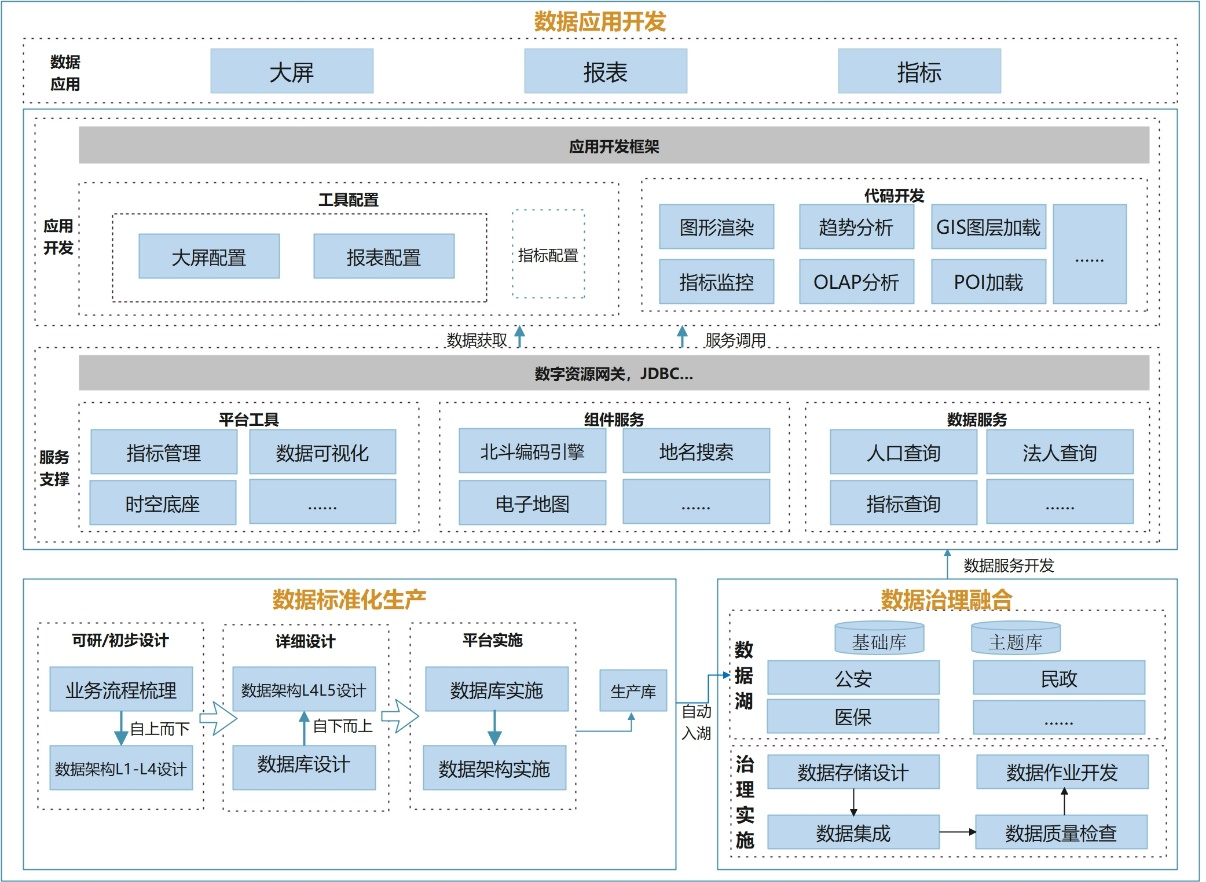 数据应用开发
数据
应用
大屏
报表
指标
应用开发框架
应用
开发
工具配置
大屏配置
报表配置
指标配置
代码开发
图形渲染
趋势分析
GIS图层加载
......
指标监控
OLAP分析
POI加载
数据获取
服务调用
数字资源网关，JDBC...
服务
支撑
平台工具
指标管理
数据可视化
时空底座
......
组件服务
北斗编码引擎
地名搜索
电子地图
......
数据服务
人口查询
法人查询
指标查询
......
数据服务开发
数据标准化生产
可研/初步设计
业务流程梳理
自上而下
数据架构L1-L4设计
详细设计
数据架构L4L5设计
自下而上
数据库设计
平台实施
数据库实施
数据架构实施
生产库
自动
入湖
数据治理融合
数
据
湖
基础库
主题库
公安
民政
医保
......
治
理
实
施
数据存储设计
数据作业开发
数据集成
数据质量检查